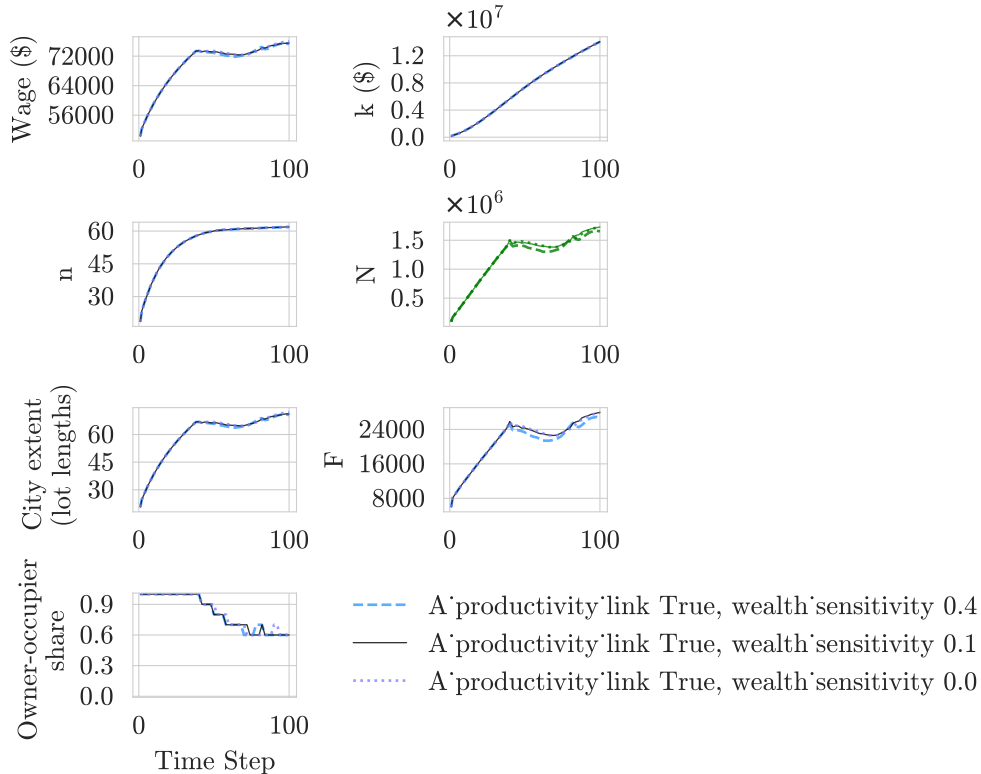 ×10⁷
Wage ($)
72000
64000
56000
0 100
k ($)
1.2
0.8
0.4
0.0
0 100
×10⁶
n
60
45
30
0 100
N
1.5
1.0
0.5
0 100
City extent
(lot lengths)
60
45
30
0 100
F
24000
16000
8000
0 100
Owner-occupier
share
0.9
0.6
0.3
0.0
0 100
Time Step
A˙productivity˙link True, wealth˙sensitivity 0.4
A˙productivity˙link True, wealth˙sensitivity 0.1
A˙productivity˙link True, wealth˙sensitivity 0.0